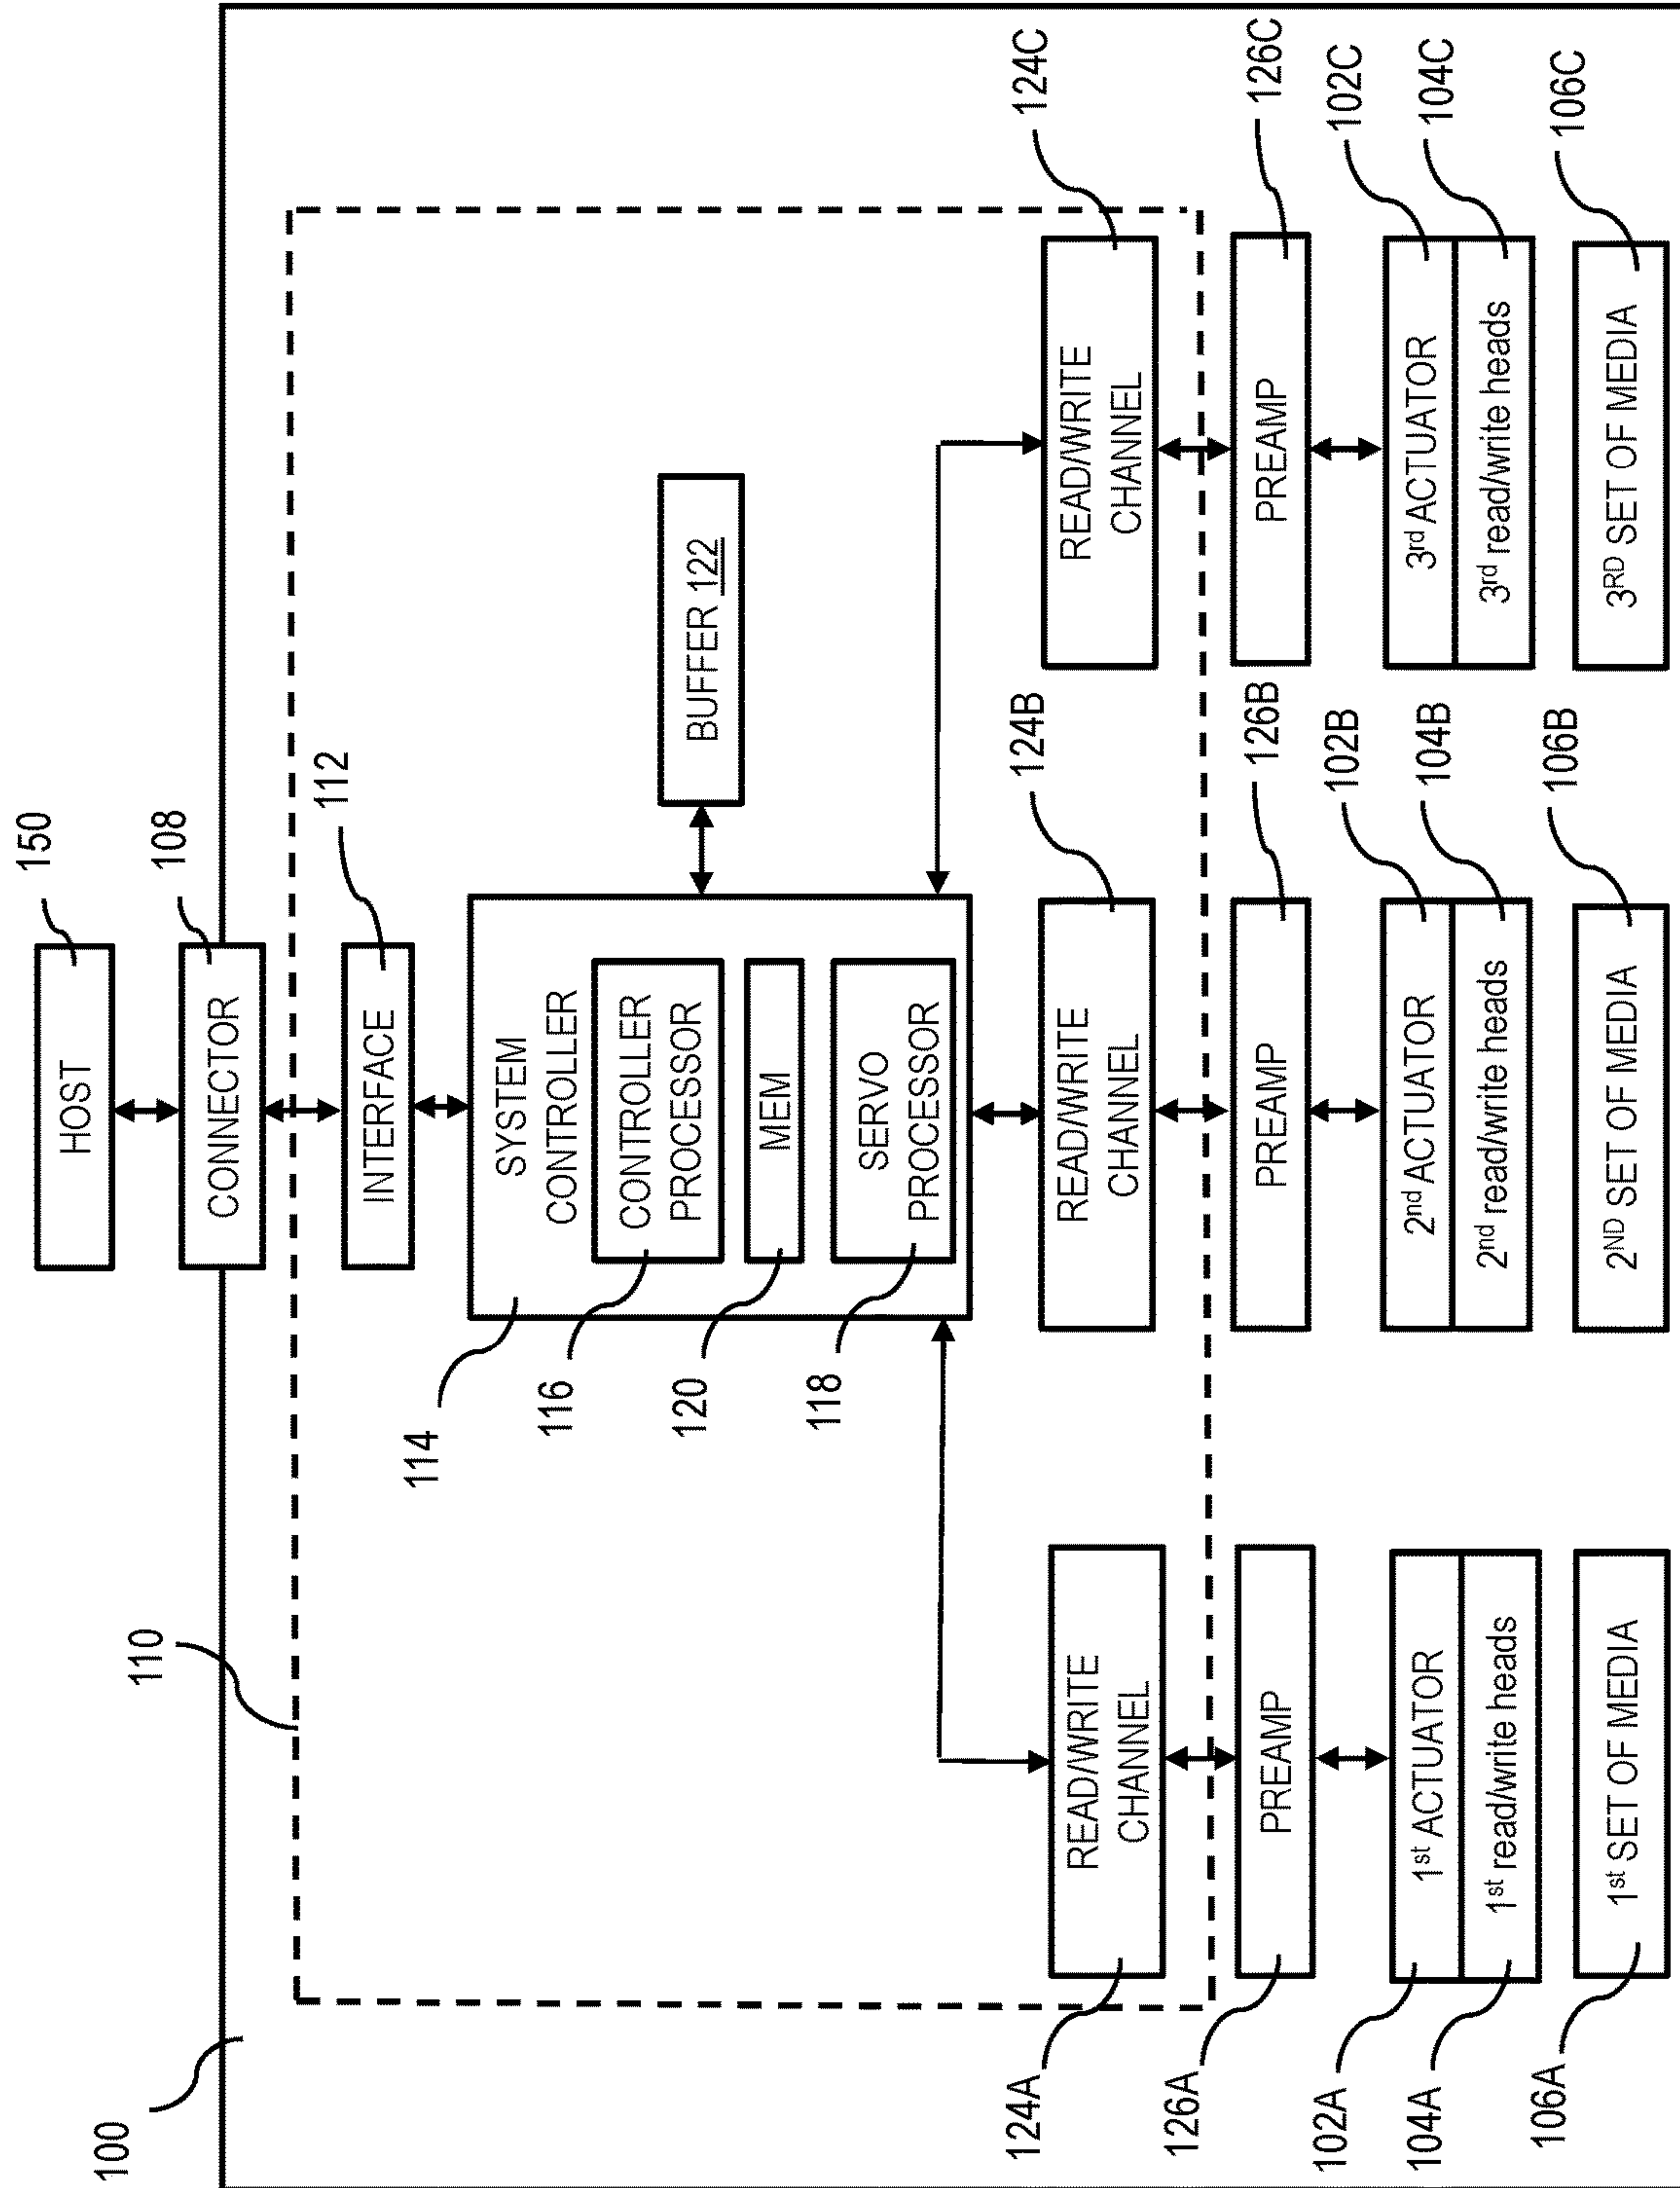 150
HOST
108
CONNECTOR
100
110
112
INTERFACE
114
SYSTEM
CONTROLLER
116
CONTROLLER
PROCESSOR
120
MEM
118
SERVO
PROCESSOR
BUFFER 122
124A
READ/WRITE
CHANNEL
124B
READ/WRITE
CHANNEL
124C
READ/WRITE
CHANNEL
126A
PREAMP
126B
PREAMP
126C
PREAMP
102A
1st ACTUATOR
102B
2nd ACTUATOR
102C
3rd ACTUATOR
104A
1st read/write heads
104B
2nd read/write heads
104C
3rd read/write heads
106A
1st SET OF MEDIA
106B
2ND SET OF MEDIA
106C
3RD SET OF MEDIA